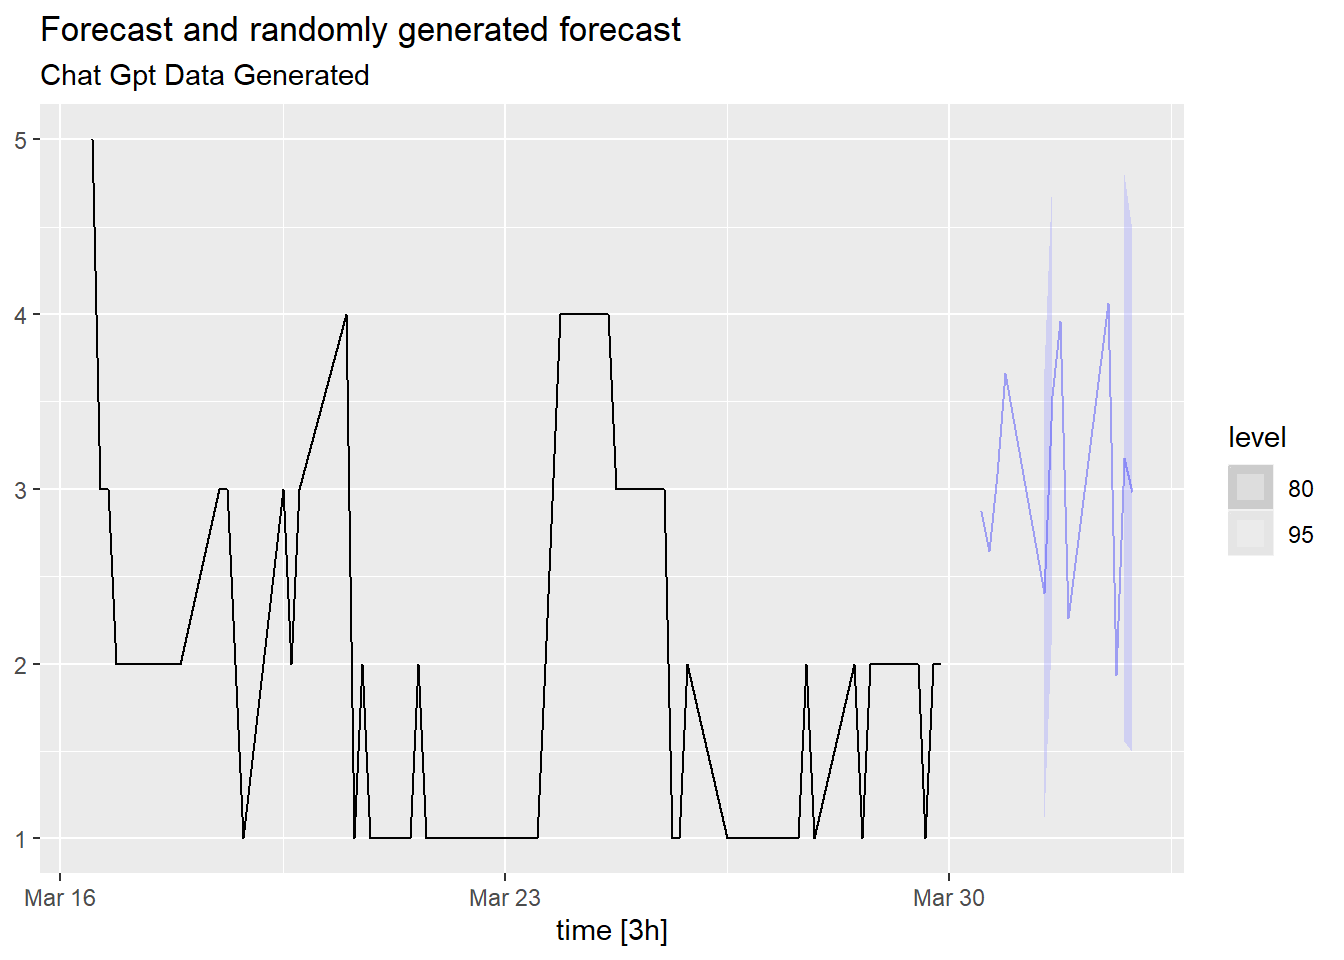 Forecast and randomly generated forecast
Chat Gpt Data Generated
5
4
3
2
1
Mar 16
Mar 23
Mar 30
time [3h]
level
80
95